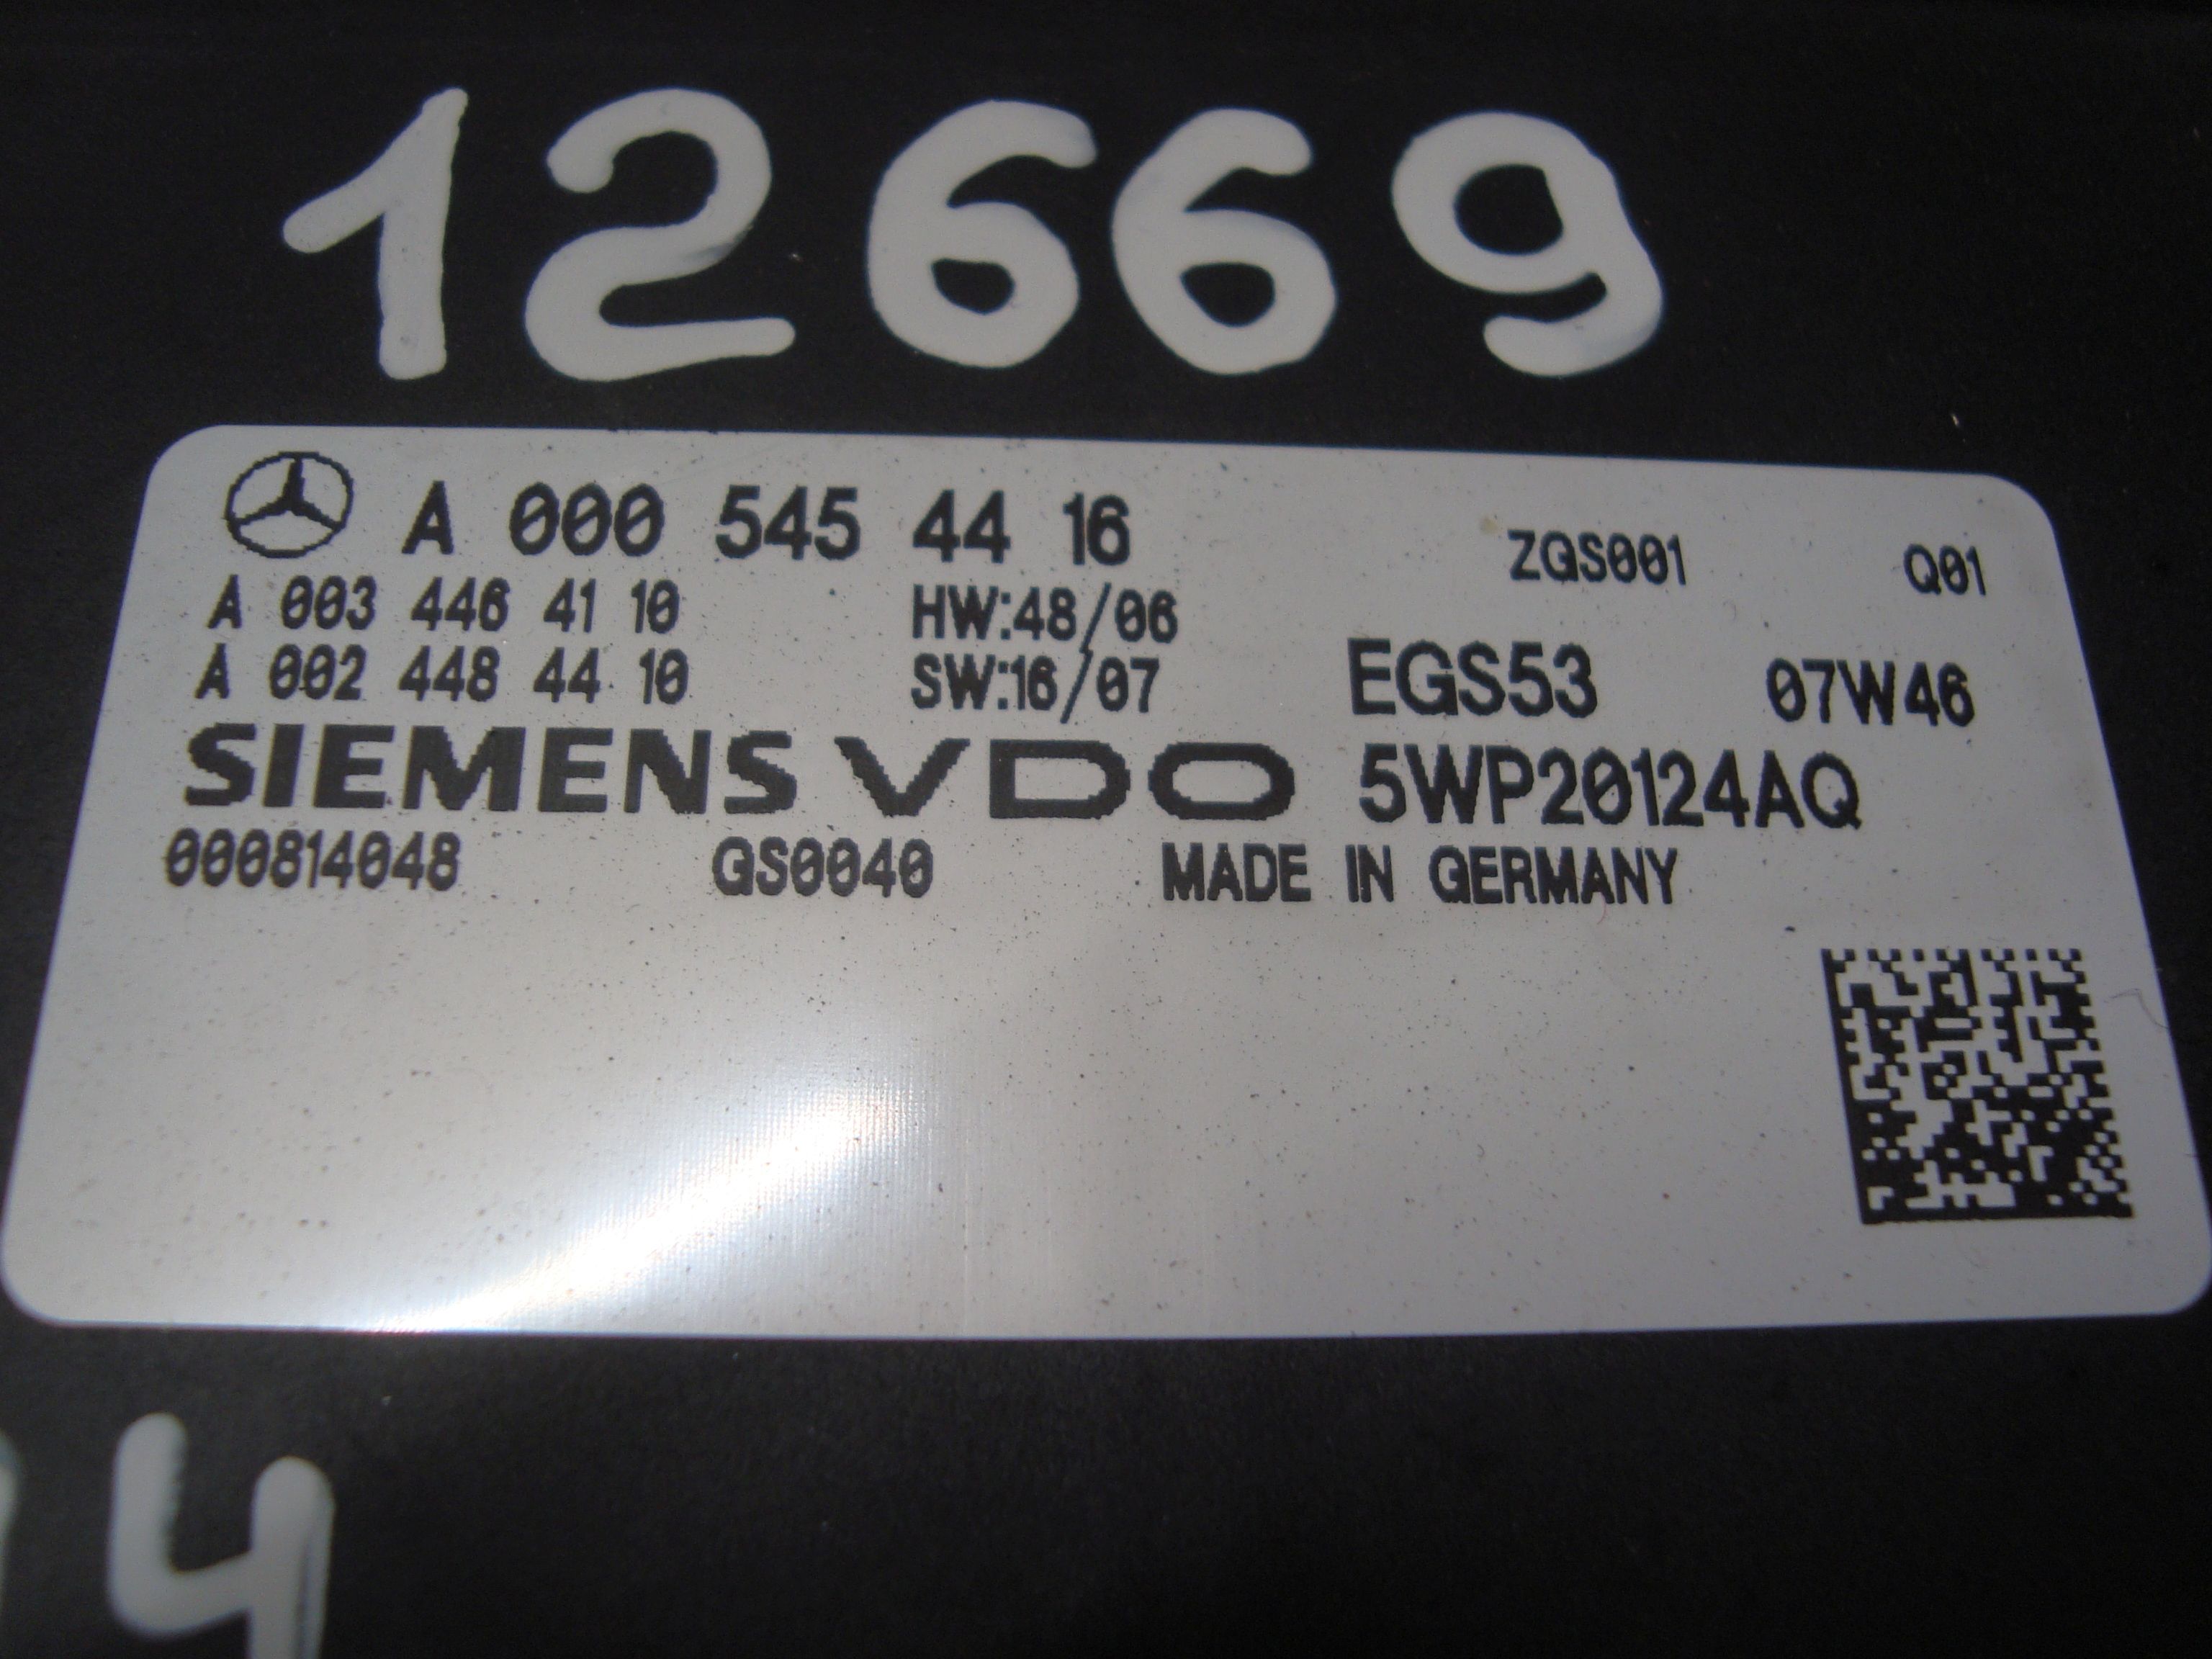 12669
A 000 545 44 16 ZGS001 Q01
A 003 446 41 10 HW:48/06
A 002 448 44 10 SW:16/07 EGS53 07W46
SIEMENS VDO 5WP20124AQ
000814048 GS0040 MADE IN GERMANY
4